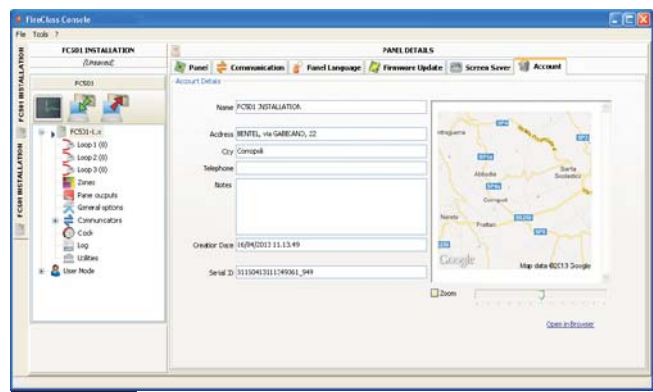 FireClass Console
File Tools ?
FC501 INSTALLATION
(Unsaved)
FC501
FC501-1.x
Loop 1 (0)
Loop 2 (0)
Loop 3 (0)
Zones
Panel outputs
General options
Communicators
Clock
Log
Utilities
User Node
FC501 INSTALLATION
FC501 INSTALLATION
PANEL DETAILS
Panel
Communication
Panel Language
Firmware Update
Screen Saver
Account
Account Details
Name FC501 INSTALLATION
Address BENTEL, via GABBIANO, 22
City Corropoli
Telephone
Notes
Creation Date 16/04/2013 11.13.49
Abbadia
Corropoli
Nereto
Google
Map data ©2013 Google
Serial ID
Zoom
Open in Browser